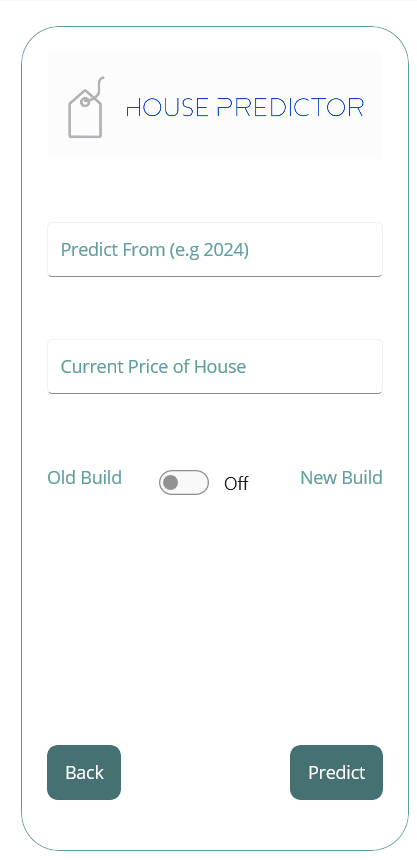 HOUSE PREDICTOR
Predict From (e.g 2024)
Current Price of House
Old Build Off New Build
Back Predict